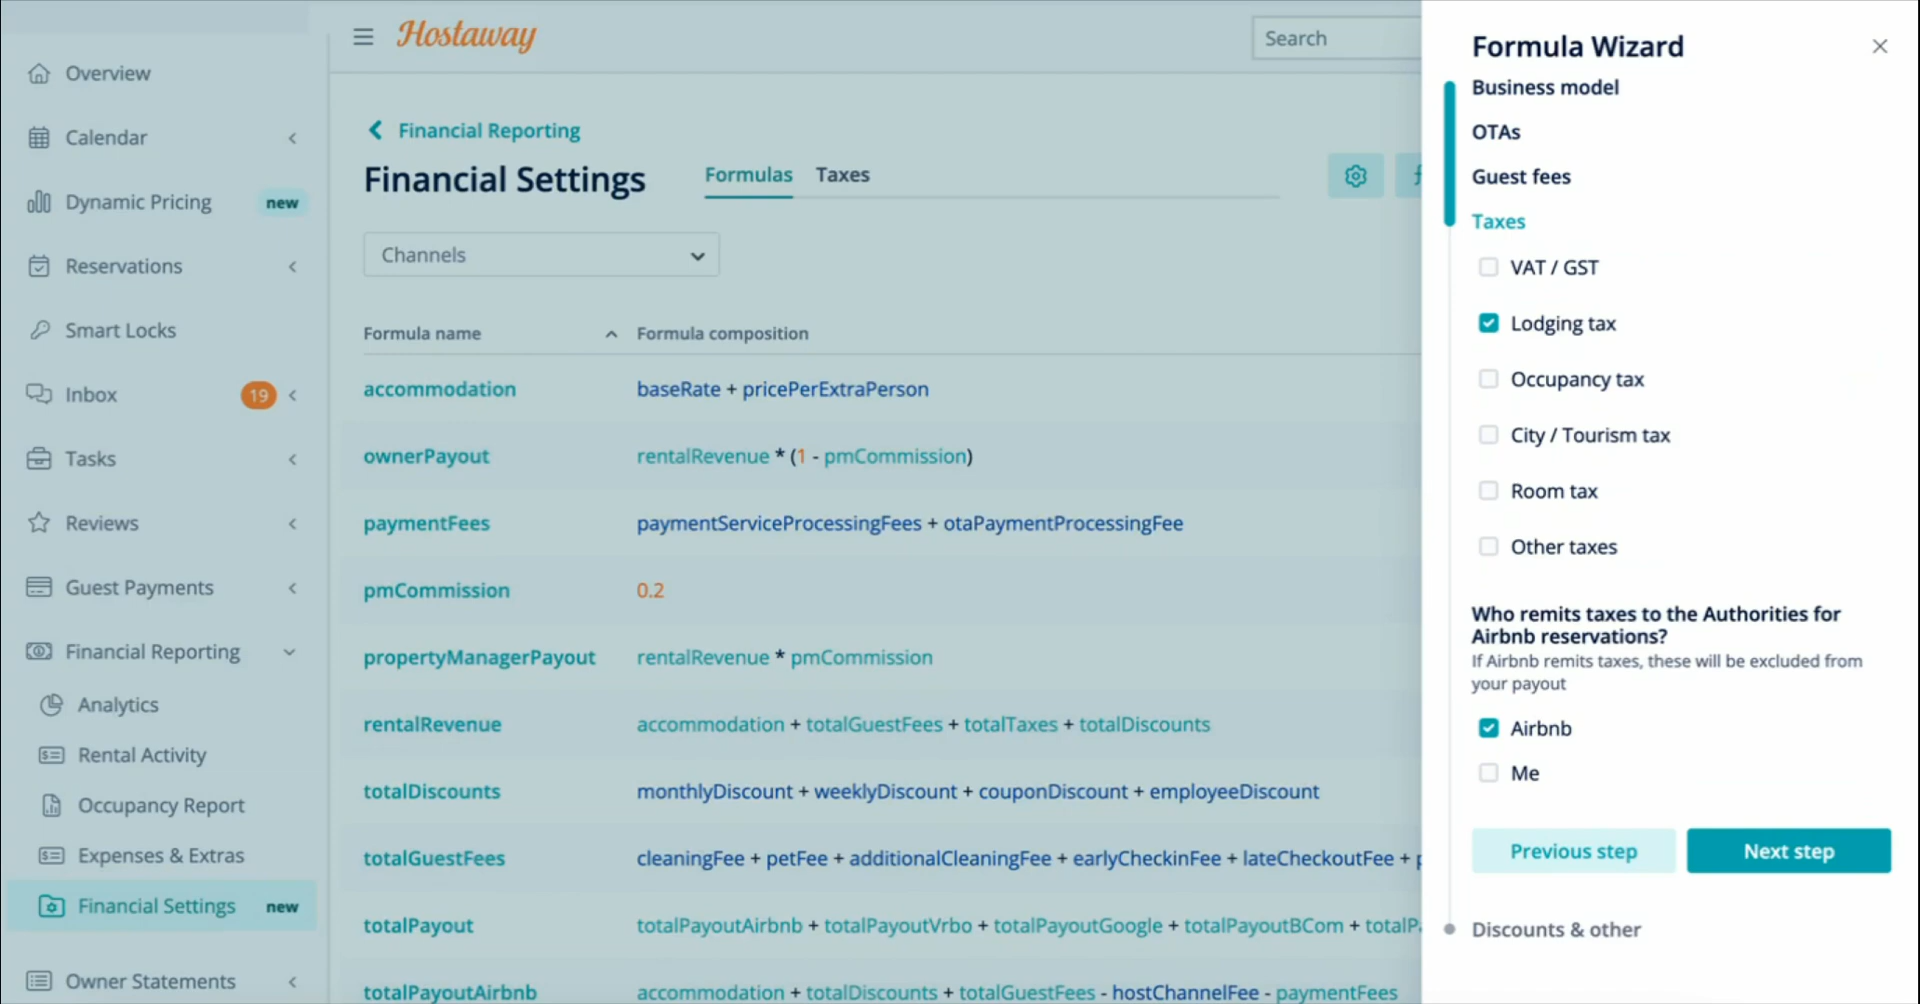 Overview
Calendar
Dynamic Pricing new
Reservations
Smart Locks
Inbox 19
Tasks
Reviews
Guest Payments
Financial Reporting
Analytics
Rental Activity
Occupancy Report
Expenses & Extras
Financial Settings new
Owner Statements
Hostaway
Search
Financial Reporting
Financial Settings
Formulas Taxes
Channels
Formula name Formula composition
accommodation baseRate + pricePerExtraPerson
ownerPayout rentalRevenue * (1 - pmCommission)
paymentFees paymentServiceProcessingFees + otaPaymentProcessingFee
pmCommission 0.2
propertyManagerPayout rentalRevenue * pmCommission
rentalRevenue accommodation + totalGuestFees + totalTaxes + totalDiscounts
totalDiscounts monthlyDiscount + weeklyDiscount + couponDiscount + employeeDiscount
totalGuestFees cleaningFee + petFee + additionalCleaningFee + earlyCheckinFee + lateCheckoutFee +
totalPayout totalPayoutAirbnb + totalPayoutVrbo + totalPayoutGoogle + totalPayoutBCom +
totalPayoutAirbnb accommodation + totalDiscounts + totalGuestFees - hostChannelFee - paymentFees
Formula Wizard
Business model
OTAs
Guest fees
Taxes
VAT / GST
Lodging tax
Occupancy tax
City / Tourism tax
Room tax
Other taxes
Who remits taxes to the Authorities for
Airbnb reservations?
If Airbnb remits taxes, these will be excluded from
your payout
Airbnb
Me
Previous step Next step
Discounts & other